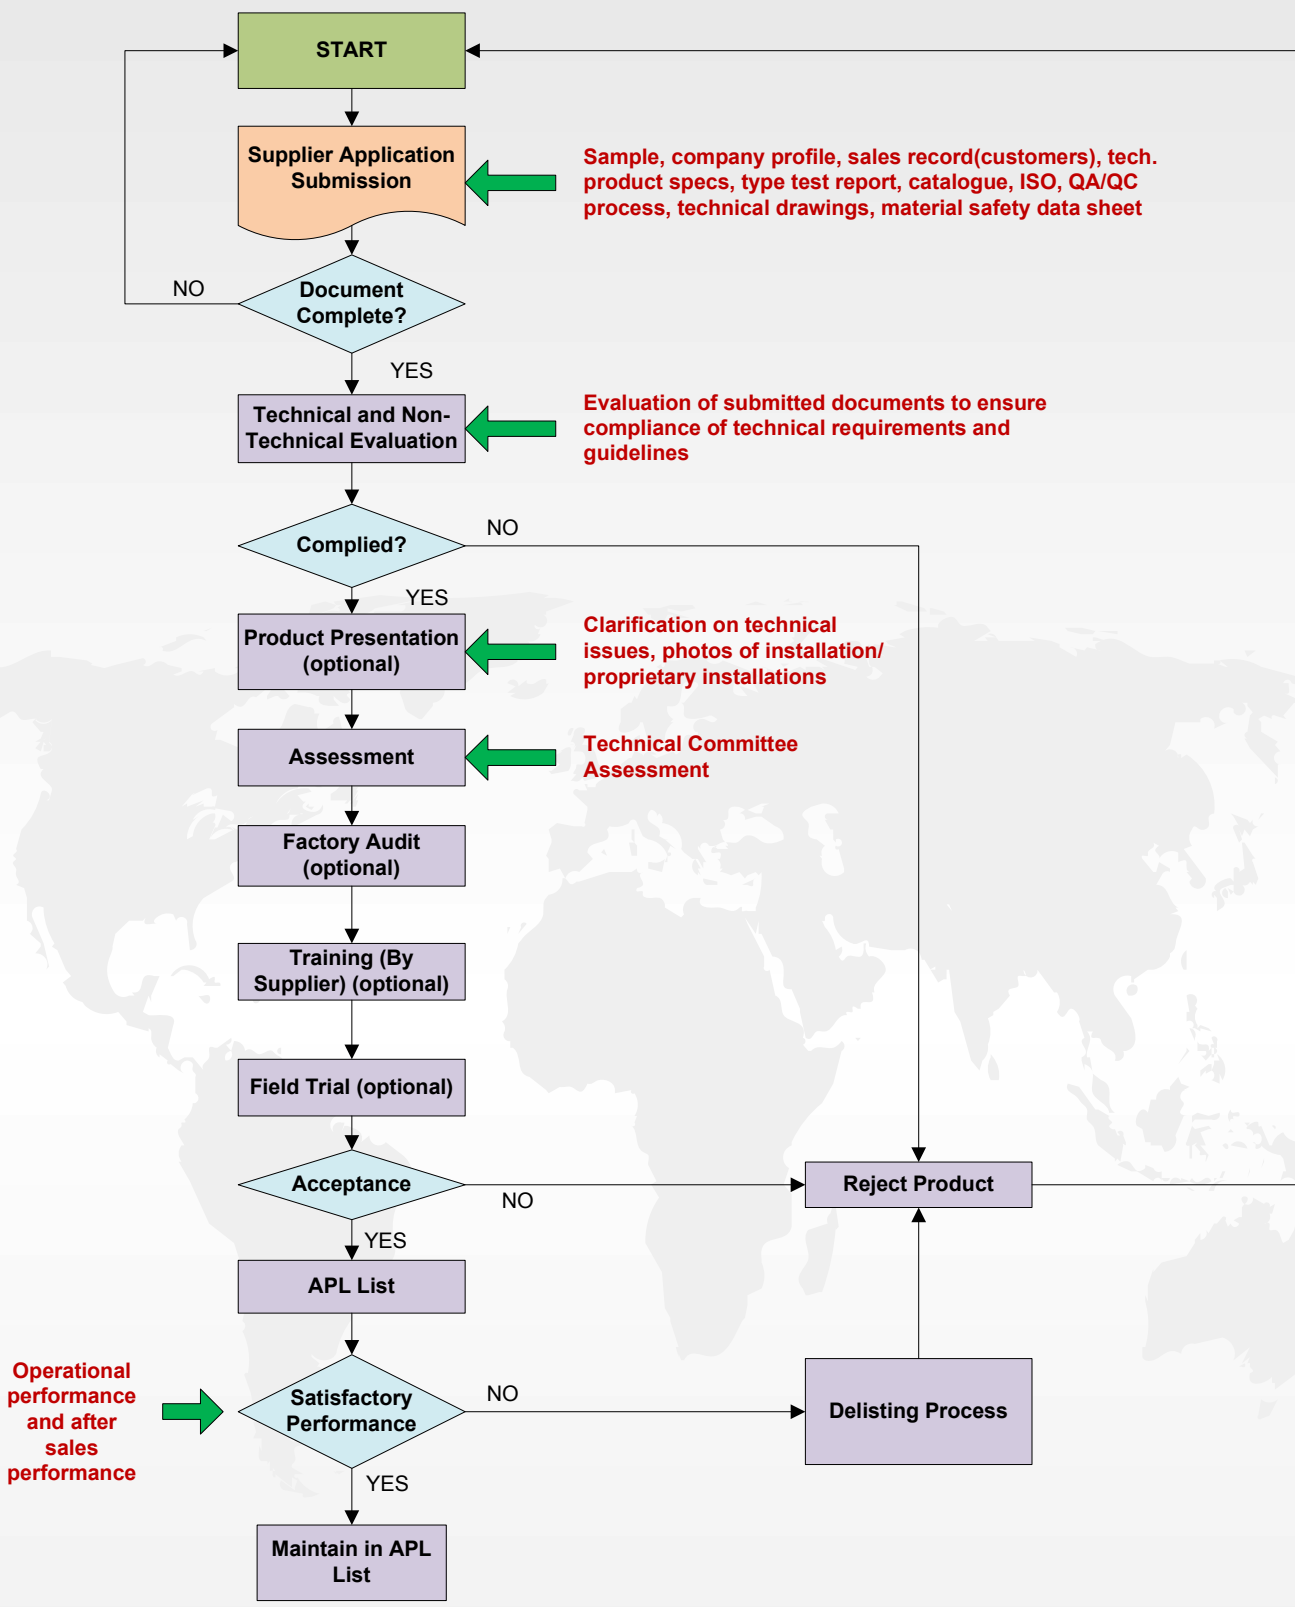 START
Supplier Application
Submission
Sample, company profile, sales record(customers), tech.
product specs, type test report, catalogue, ISO, QA/QC
process, technical drawings, material safety data sheet
NO
Document
Complete?
YES
Technical and Non-
Technical Evaluation
Evaluation of submitted documents to ensure
compliance of technical requirements and
guidelines
Complied?
NO
YES
Product Presentation
(optional)
Clarification on technical
issues, photos of installation/
proprietary installations
Assessment
Technical Committee
Assessment
Factory Audit
(optional)
Training (By
Supplier) (optional)
Field Trial (optional)
Acceptance
NO
Reject Product
YES
APL List
Operational
performance
and after
sales
performance
Satisfactory
Performance
NO
Delisting Process
YES
Maintain in APL
List